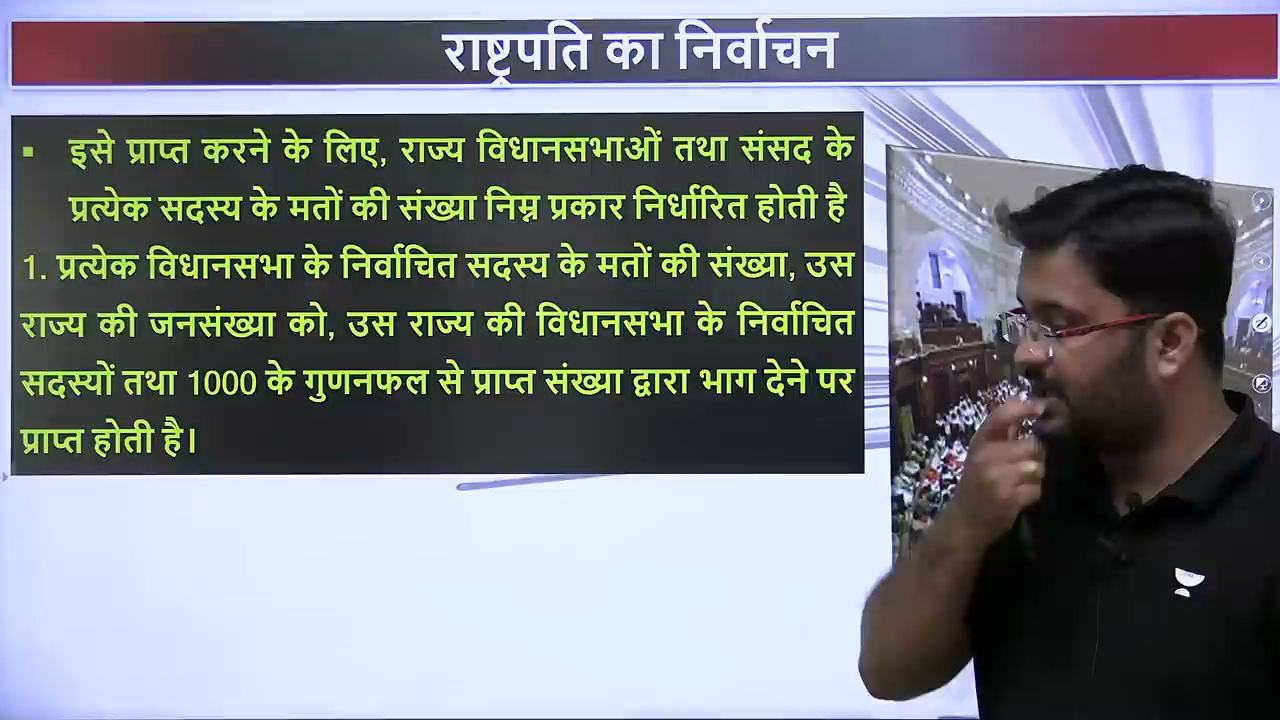 राष्ट्रपति का निर्वाचन
▪ इसे प्राप्त करने के लिए, राज्य विधानसभाओं तथा संसद के
प्रत्येक सदस्य के मतों की संख्या निम्न प्रकार निर्धारित होती है
1. प्रत्येक विधानसभा के निर्वाचित सदस्य के मतों की संख्या, उस
राज्य की जनसंख्या को, उस राज्य की विधानसभा के निर्वाचित
सदस्यों तथा 1000 के गुणनफल से प्राप्त संख्या द्वारा भाग देने पर
प्राप्त होती है।